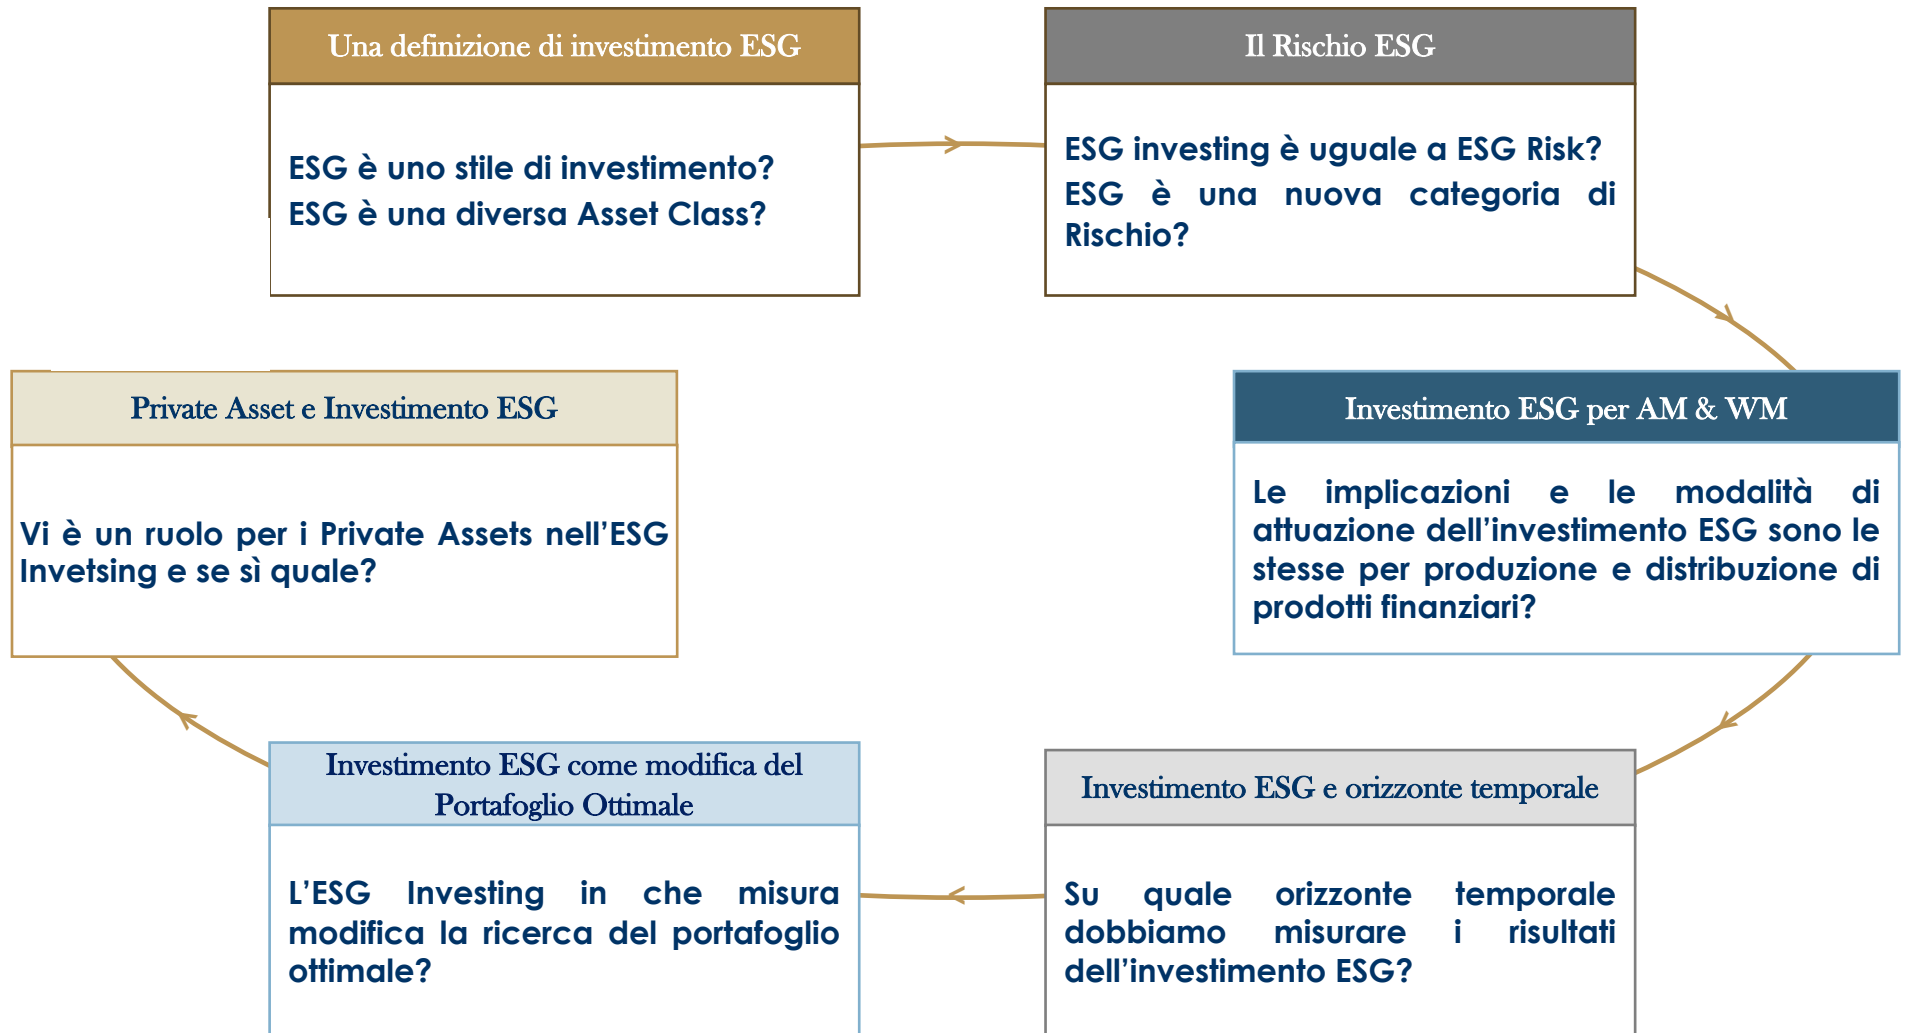 Una definizione di investimento ESG
ESG è uno stile di investimento?
ESG è una diversa Asset Class?
Il Rischio ESG
ESG investing è uguale a ESG Risk?
ESG è una nuova categoria di
Rischio?
Investimento ESG per AM & WM
Le implicazioni e le modalità di
attuazione dell’investimento ESG sono le
stesse per produzione e distribuzione di
prodotti finanziari?
Investimento ESG e orizzonte temporale
Su quale orizzonte temporale
dobbiamo misurare i risultati
dell’investimento ESG?
Investimento ESG come modifica del
Portafoglio Ottimale
L’ESG Investing in che misura
modifica la ricerca del portafoglio
ottimale?
Private Asset e Investimento ESG
Vi è un ruolo per i Private Assets nell’ESG
Invetsing e se sì quale?